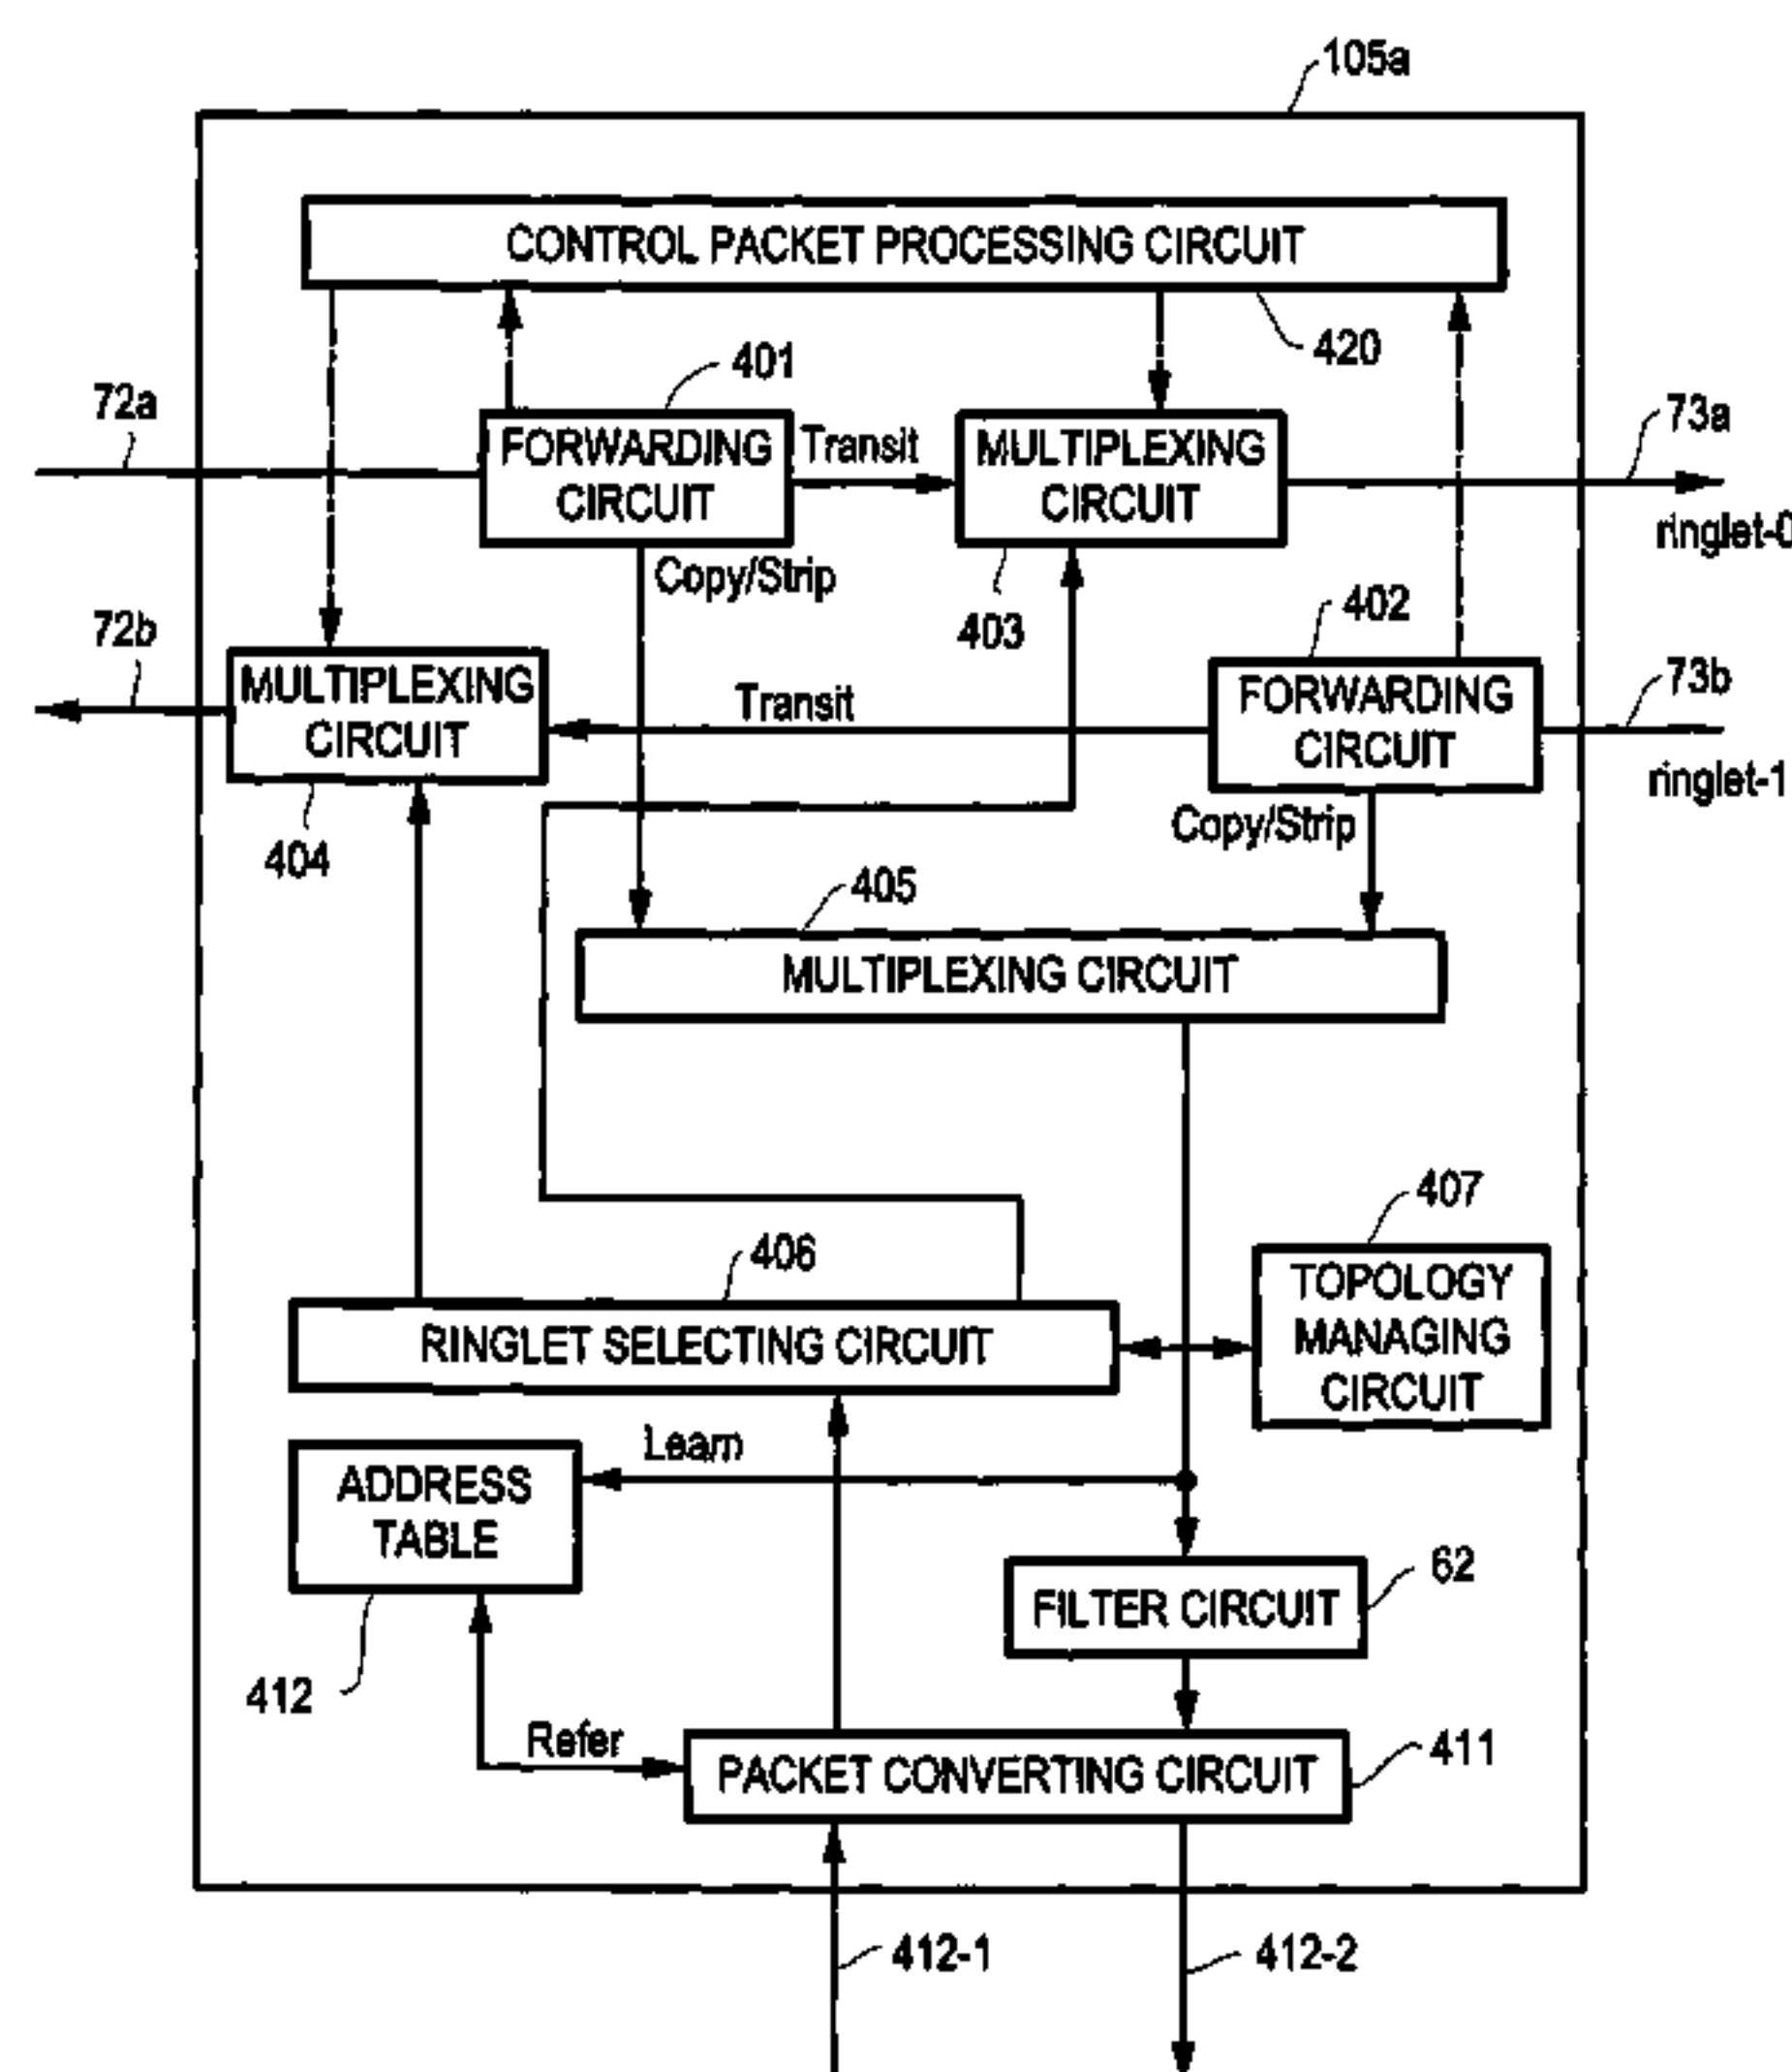 105a
CONTROL PACKET PROCESSING CIRCUIT
420
401
72a
73a
FORWARDING
CIRCUIT
Transit
MULTIPLEXING
CIRCUIT
ringlet-0
Copy/Strip
403
402
72b
73b
MULTIPLEXING
CIRCUIT
Transit
FORWARDING
CIRCUIT
ringlet-1
404
Copy/Strip
405
MULTIPLEXING CIRCUIT
407
406
RINGLET SELECTING CIRCUIT
TOPOLOGY
MANAGING
CIRCUIT
Learn
ADDRESS
TABLE
62
FILTER CIRCUIT
412
Refer
411
PACKET CONVERTING CIRCUIT
412-1
412-2